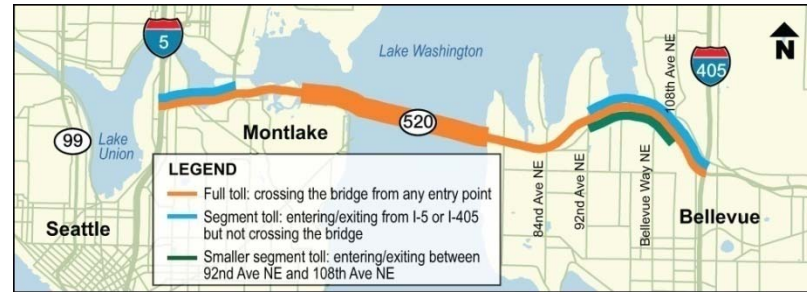 5
Lake Washington
N
405
108th Ave NE
99
Lake
Union
Montlake
520
84nd Ave NE
92nd Ave NE
Bellevue Way NE
Seattle
Bellevue
LEGEND
Full toll: crossing the bridge from any entry point
Segment toll: entering/exiting from I-5 or I-405
but not crossing the bridge
Smaller segment toll: entering/exiting between
92nd Ave NE and 108th Ave NE